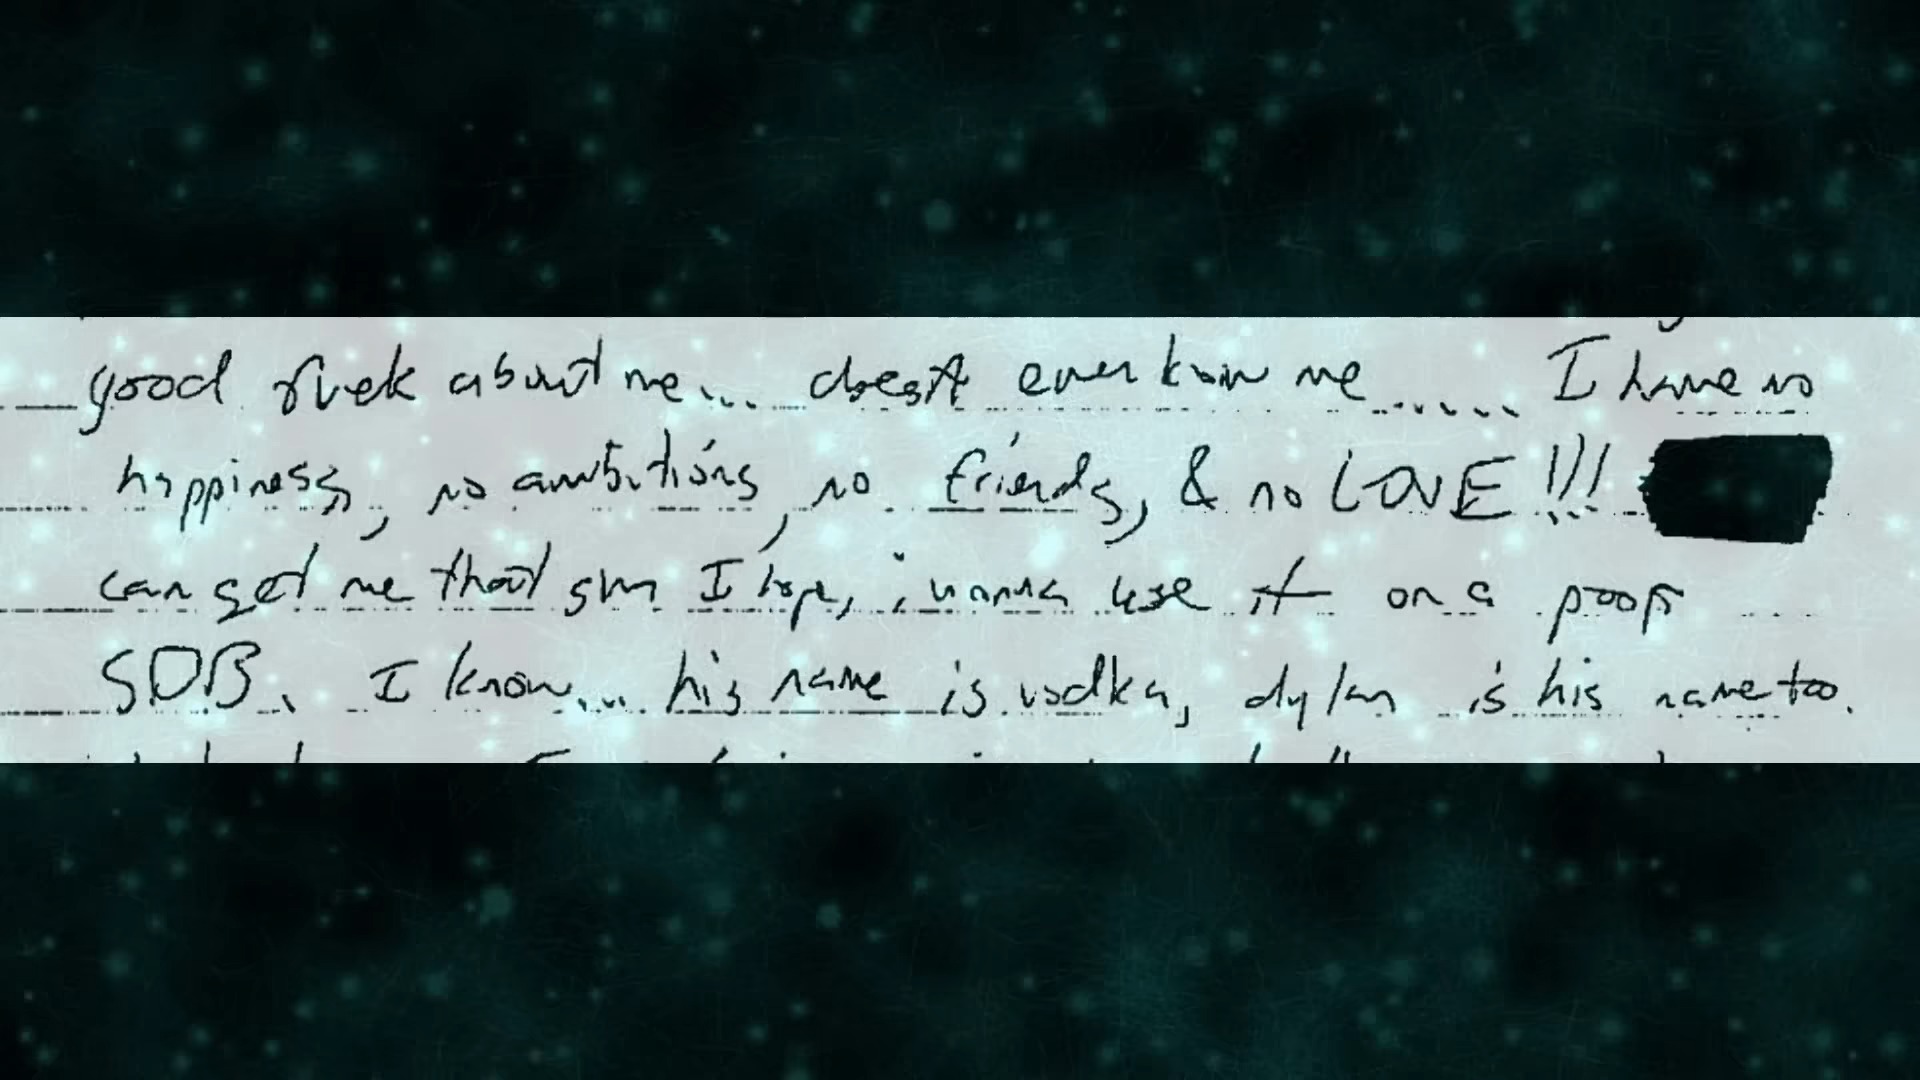 good fuck about me... doesnt even know me....... I have no
happiness, no ambitions, no friends, & no LOVE!!!
can get me that gun I hope, i wanna use it on a poor
SOB. I know... his name is vodka, dylan is his name too.